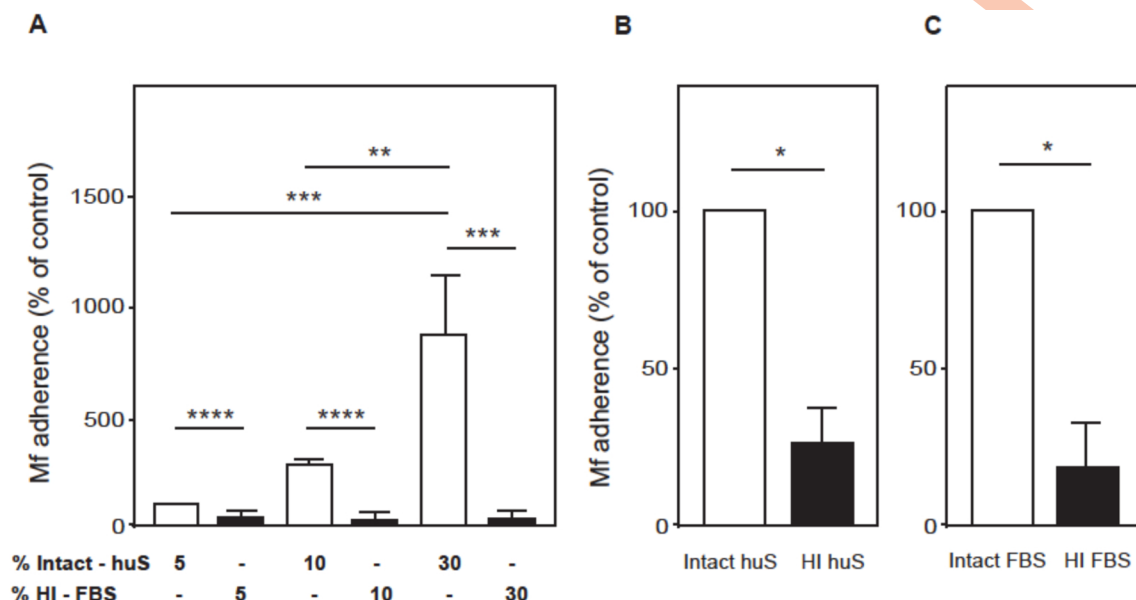 A
B
C
Mf adherence (% of control)
1500
1000
500
0
**
***
***
****
****
% Intact - huS 5 - 10 - 30 -
% HI - FBS - 5 - 10 - 30
Mf adherence (% of control)
100
50
0
*
Intact huS HI huS
100
50
0
*
Intact FBS HI FBS